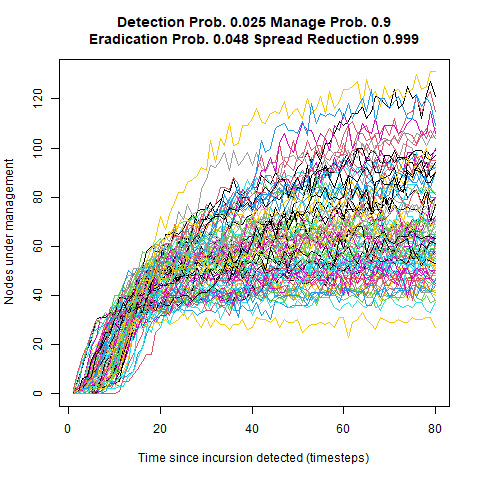 Detection Prob. 0.025 Manage Prob. 0.9
Eradication Prob. 0.048 Spread Reduction 0.999
Nodes under management
120
100
80
60
40
20
0
0 20 40 60 80
Time since incursion detected (timesteps)